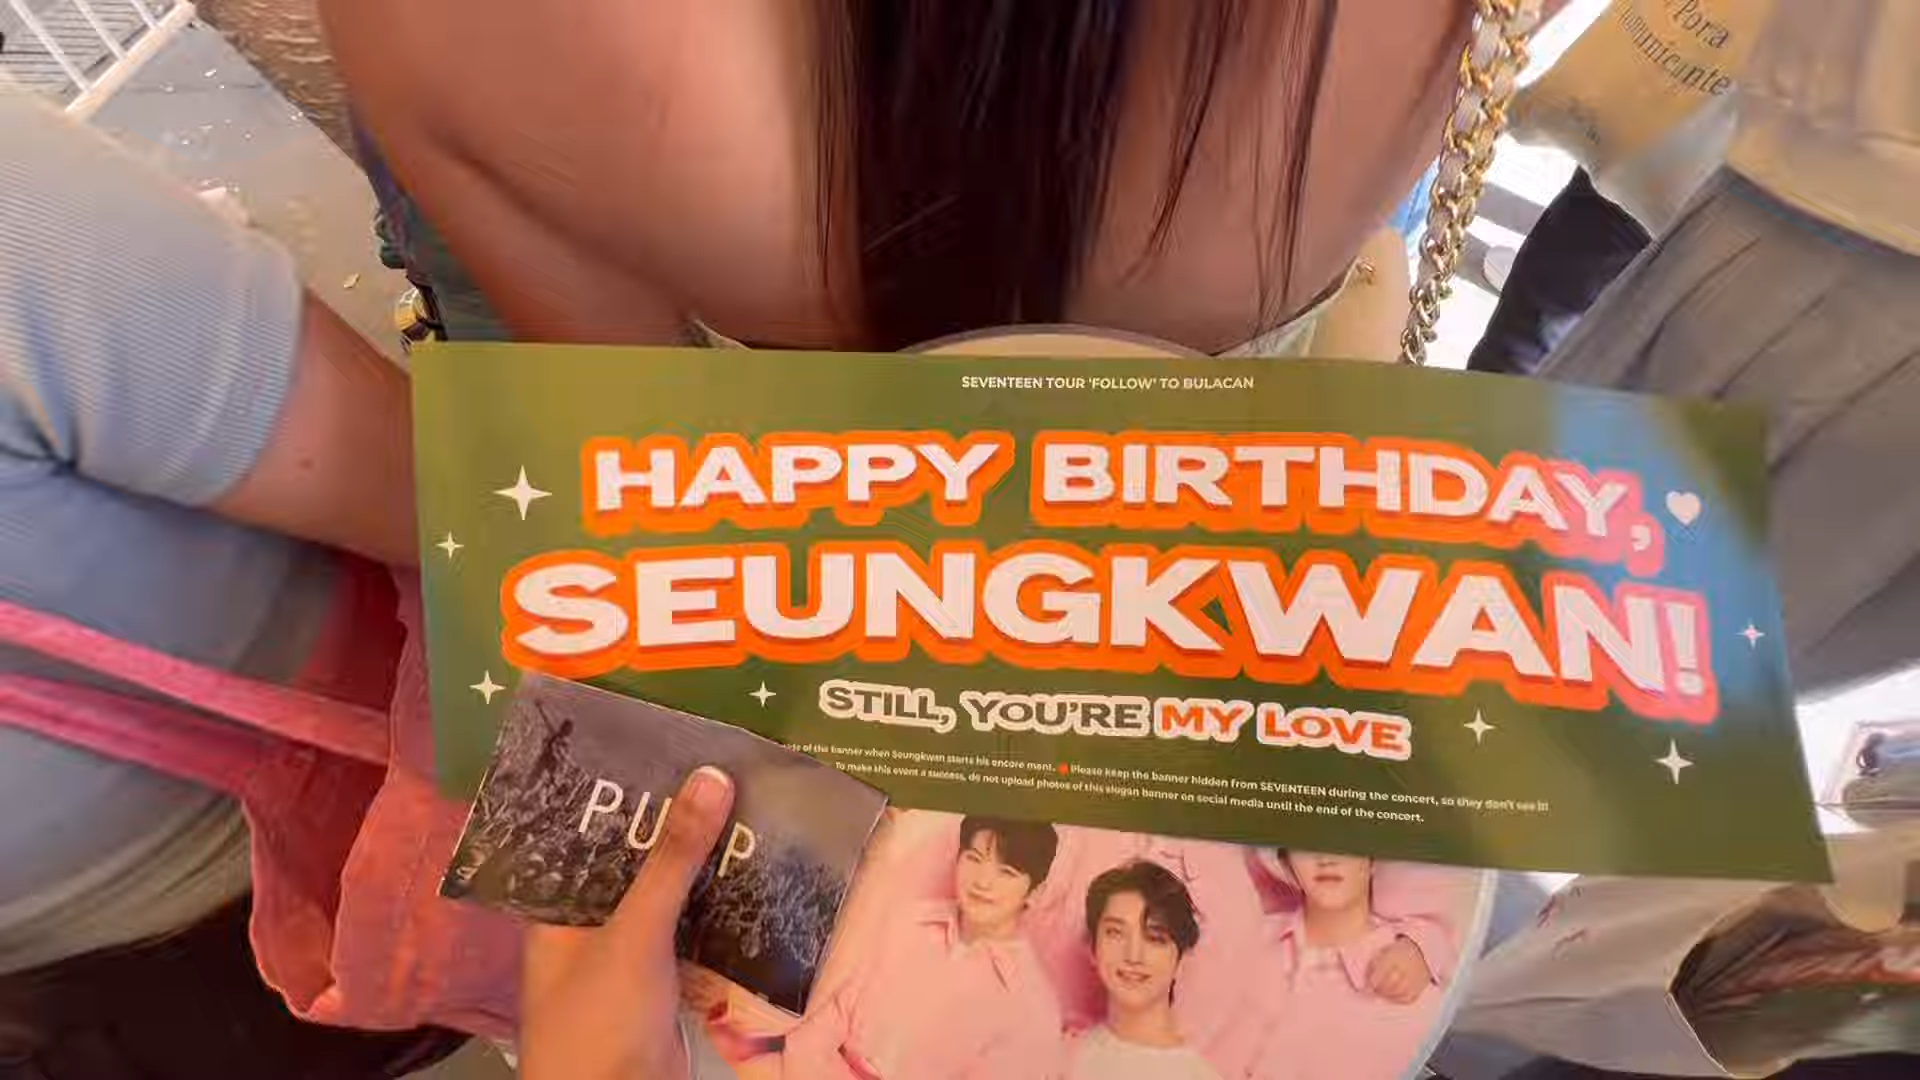 Pora
SEVENTEEN TOUR 'FOLLOW' TO BULACAN
HAPPY BIRTHDAY,
SEUNGKWAN!
STILL, YOU'RE MY LOVE
of the banner when Seungkwan starts his encore ment. Please keep the banner hidden from SEVENTEEN during the concert, so they don't see it!
To make this event a success, do not upload photos of this slogan banner on social media until the end of the concert.
PU P